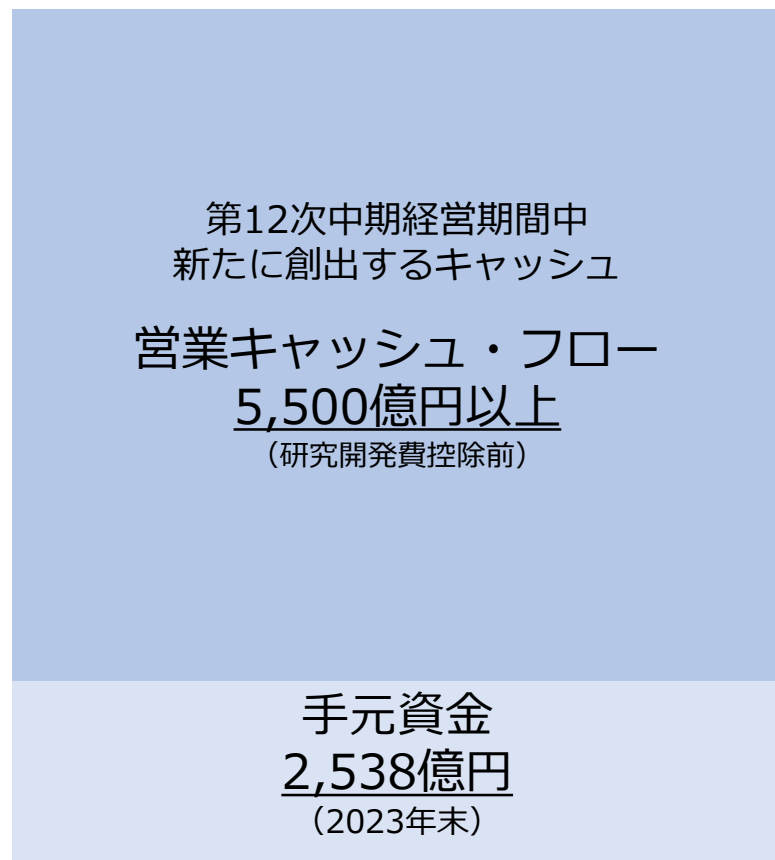 第12次中期経営期間中
新たに創出するキャッシュ
営業キャッシュ・フロー
5,500億円以上
（研究開発費控除前）
手元資金
2,538億円
（2023年末）